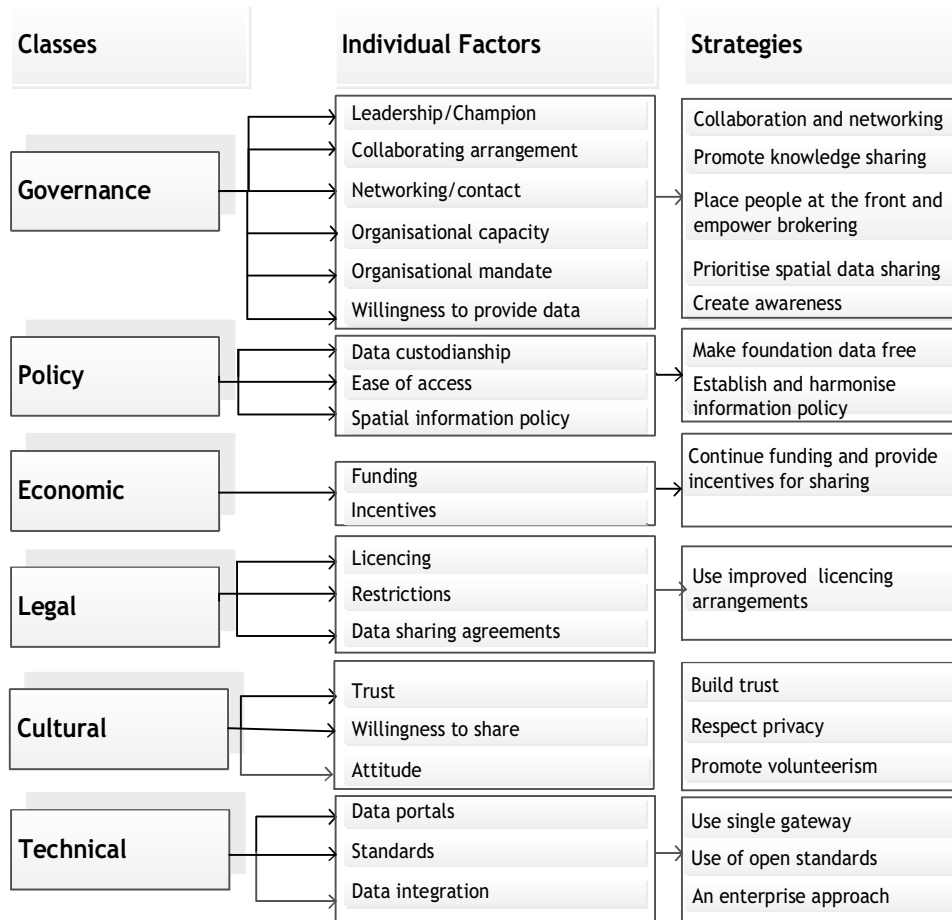 Classes
Individual Factors
Strategies
Governance
Leadership/Champion
Collaborating arrangement
Networking/contact
Organisational capacity
Organisational mandate
Willingness to provide data
Collaboration and networking
Promote knowledge sharing
Place people at the front and
empower brokering
Prioritise spatial data sharing
Create awareness
Policy
Data custodianship
Ease of access
Spatial information policy
Make foundation data free
Establish and harmonise
information policy
Economic
Funding
Incentives
Continue funding and provide
incentives for sharing
Legal
Licencing
Restrictions
Data sharing agreements
Use improved licencing
arrangements
Cultural
Trust
Willingness to share
Attitude
Build trust
Respect privacy
Promote volunteerism
Technical
Data portals
Standards
Data integration
Use single gateway
Use of open standards
An enterprise approach